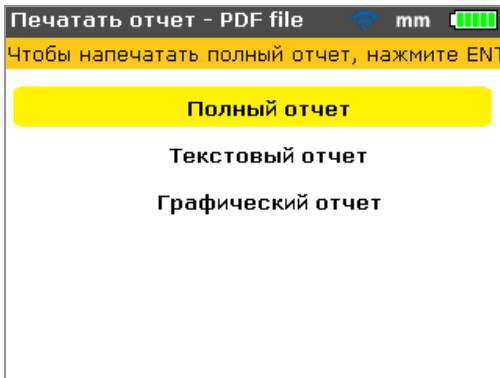 Печатать отчет - PDF file mm
Чтобы напечатать полный отчет, нажмите ENT
Полный отчет
Текстовый отчет
Графический отчет